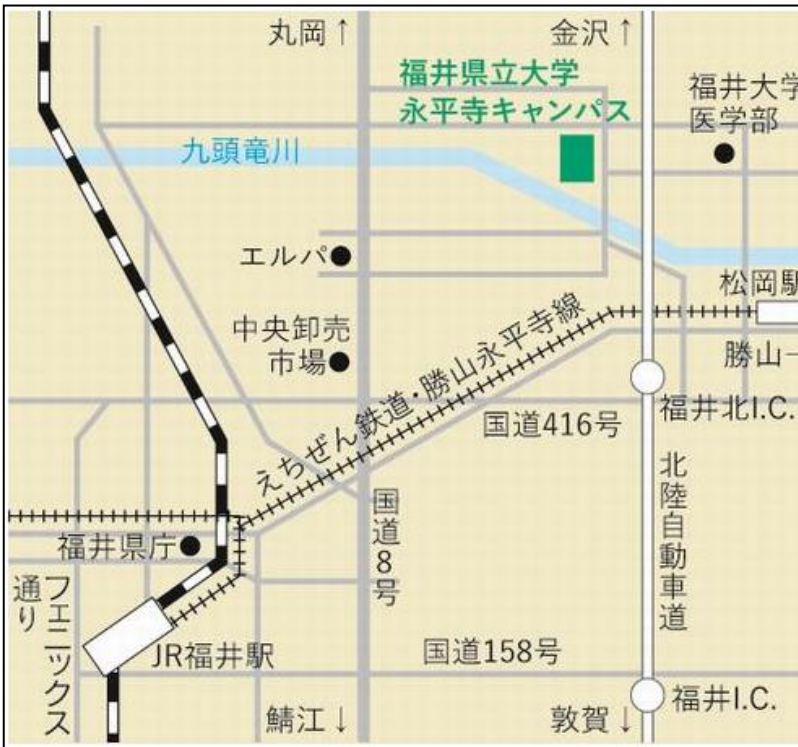 丸岡↑
金沢↑
福井県立大学
永平寺キャンパス
福井大学
医学部
九頭竜川
エルパ
松岡駅
中央卸売
市場
勝山
えちぜん鉄道・勝山永平寺線
福井北I.C.
国道416号
北陸自動車道
国道8号
福井県庁
フェニックス
通り
JR福井駅
国道158号
福井I.C.
鯖江↓
敦賀↓